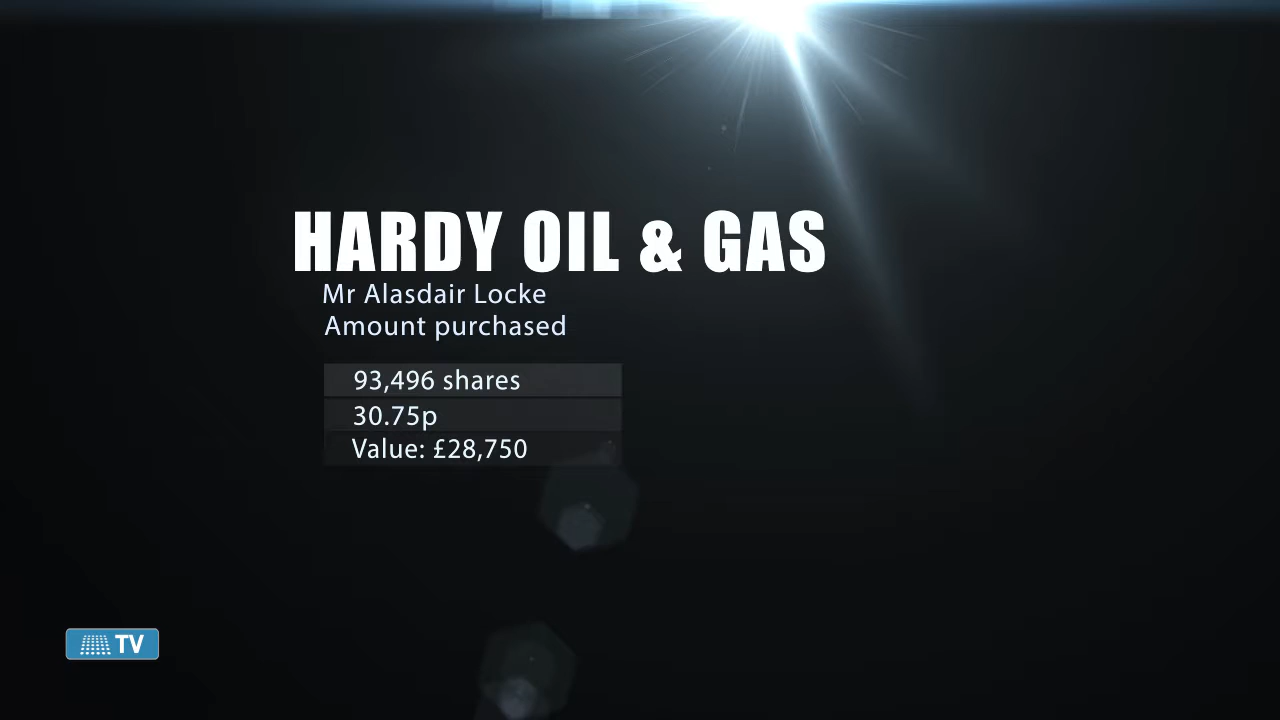 HARDY OIL & GAS
Mr Alasdair Locke
Amount purchased
93,496 shares
30.75p
Value: £28,750
TV